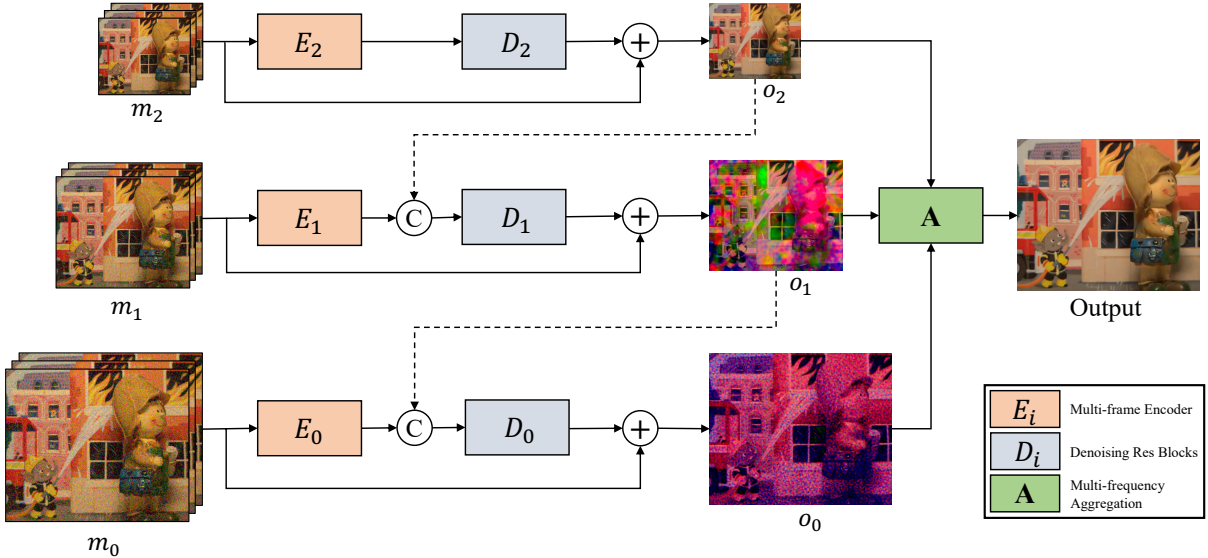 E₂ D₂ +
m₂ o₂
E₁ C D₁ + A
m₁ o₁ Output
E₀ C D₀ +
m₀ o₀
Eᵢ Multi-frame Encoder
Dᵢ Denoising Res Blocks
A Multi-frequency
Aggregation